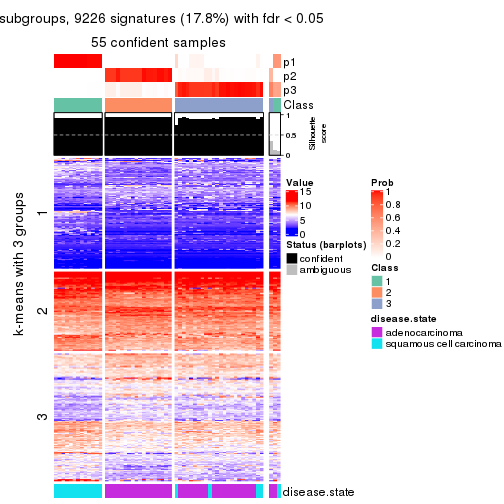 subgroups, 9226 signatures (17.8%) with fdr < 0.05
55 confident samples
p1
p2
p3
Class
1
0.5
0
Silhouette
score
k-means with 3 groups
1
2
3
Value
15
10
5
0
Status (barplots)
confident
ambiguous
Prob
1
0.8
0.6
0.4
0.2
0
Class
1
2
3
disease.state
adenocarcinoma
squamous cell carcinoma
disease.state